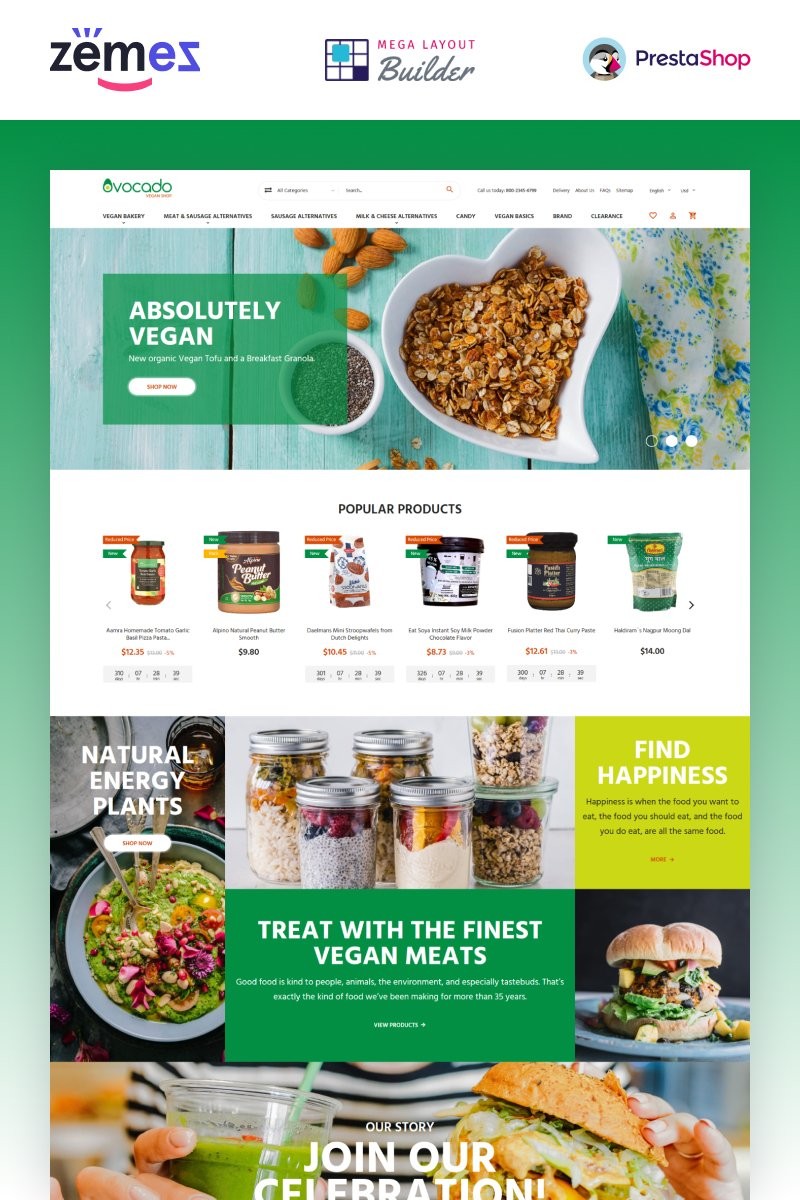 zemez
MEGA LAYOUT
Builder
PrestaShop
Avocado
VEGAN SHOP
All Categories
Search...
Call us today: 800-2345-6789
Delivery About Us FAQs Sitemap
English
USD
VEGAN BAKERY MEAT & SAUSAGE ALTERNATIVES SAUSAGE ALTERNATIVES MILK & CHEESE ALTERNATIVES CANDY VEGAN BASICS BRAND CLEARANCE
ABSOLUTELY
VEGAN
New organic Vegan Tofu and a Breakfast Granola.
SHOP NOW
POPULAR PRODUCTS
Reduced Price New Reduced Price Reduced Price Reduced Price New
New New New New
Alpino
Peanut
Butter
Fusion
Platter
Aamra Homemade Tomato Garlic
Basil Pizza Pasta...
$12.35 $13.00 -5%
310 days : 07 hr : 28 min : 39 sec
Alpino Natural Peanut Butter
Smooth
$9.80
Daelmans Mini Stroopwafels from
Dutch Delights
$10.45 $11.00 -5%
301 days : 07 hr : 28 min : 39 sec
Eat Soya Instant Soy Milk Powder
Chocolate Flavor
$8.73 $9.00 -3%
326 days : 07 hr : 28 min : 39 sec
Fusion Platter Red Thai Curry Paste
$12.61 $13.00 -3%
300 days : 07 hr : 28 min : 39 sec
Haldiram`s Nagpur Moong Dal
$14.00
NATURAL
ENERGY
PLANTS
SHOP NOW
FIND
HAPPINESS
Happiness is when the food you want to
eat, the food you should eat, and the food
you do eat, are all the same food.
MORE →
TREAT WITH THE FINEST
VEGAN MEATS
Good food is kind to people, animals, the environment, and especially tastebuds. That's
exactly the kind of food we've been making for more than 35 years.
VIEW PRODUCTS →
OUR STORY
JOIN OUR
CELEBRATION!